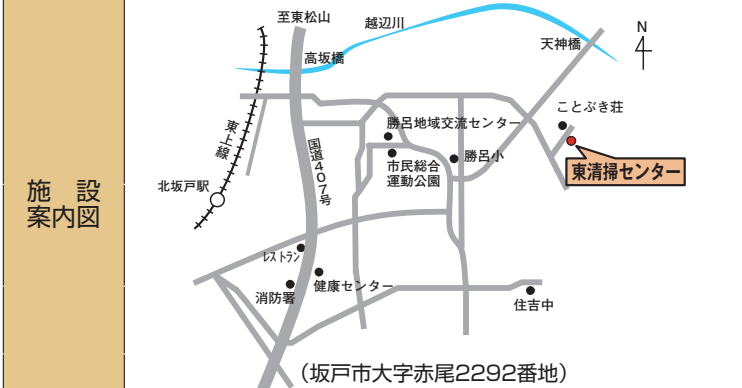 施 設
案内図
至東松山
越辺川
高坂橋
天神橋
N
ことぶき荘
東清掃センター
勝呂地域交流センター
東上線
国道407号
市民総合
運動公園
勝呂小
北坂戸駅
レストラン
健康センター
消防署
住吉中
（坂戸市大字赤尾2292番地）